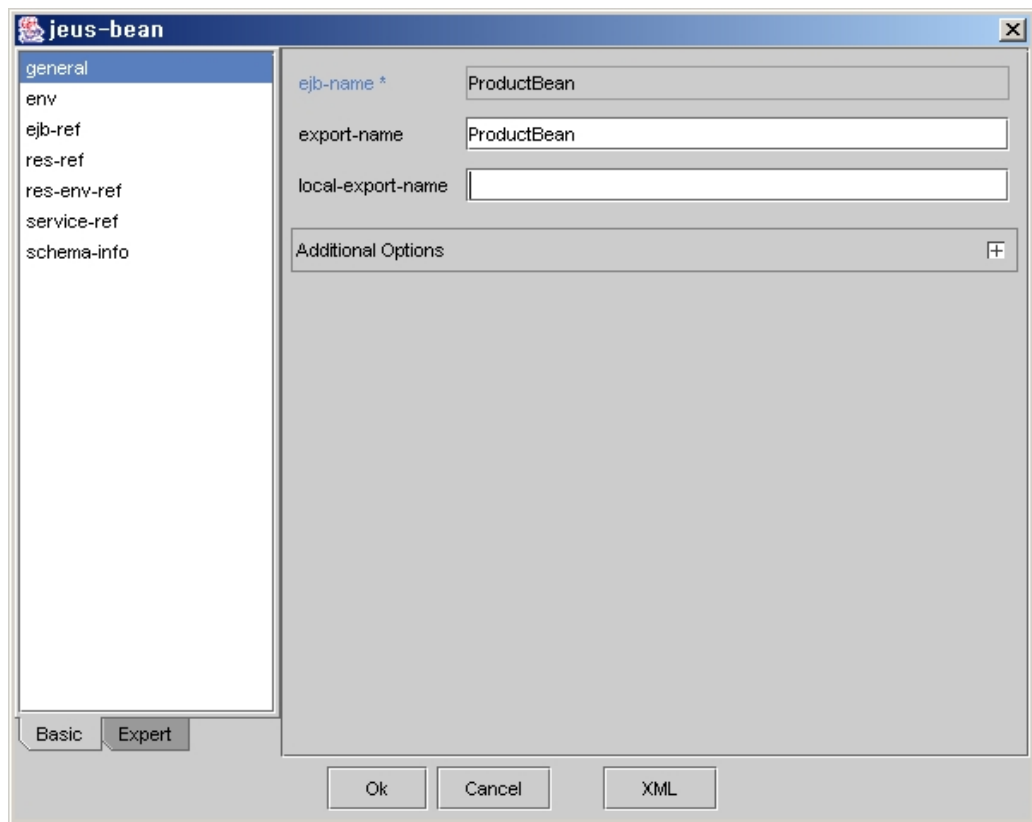 jeus-bean
general
env
ejb-ref
res-ref
res-env-ref
service-ref
schema-info
ejb-name * ProductBean
export-name ProductBean
local-export-name
Additional Options
Basic Expert
Ok Cancel XML